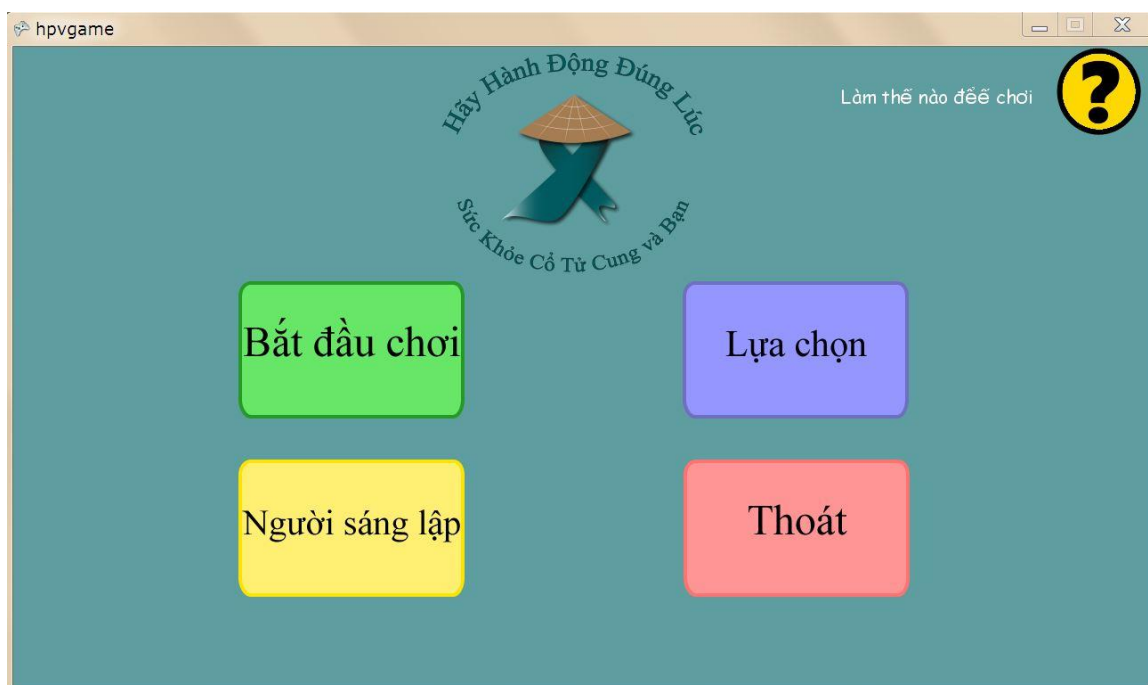 hpvgame
Hãy Hành Động Đúng Lúc
Làm thế nào đểế chơi
?
Sức Khỏe Cổ Tử Cung và Bạn
Bắt đầu chơi
Lựa chọn
Người sáng lập
Thoát